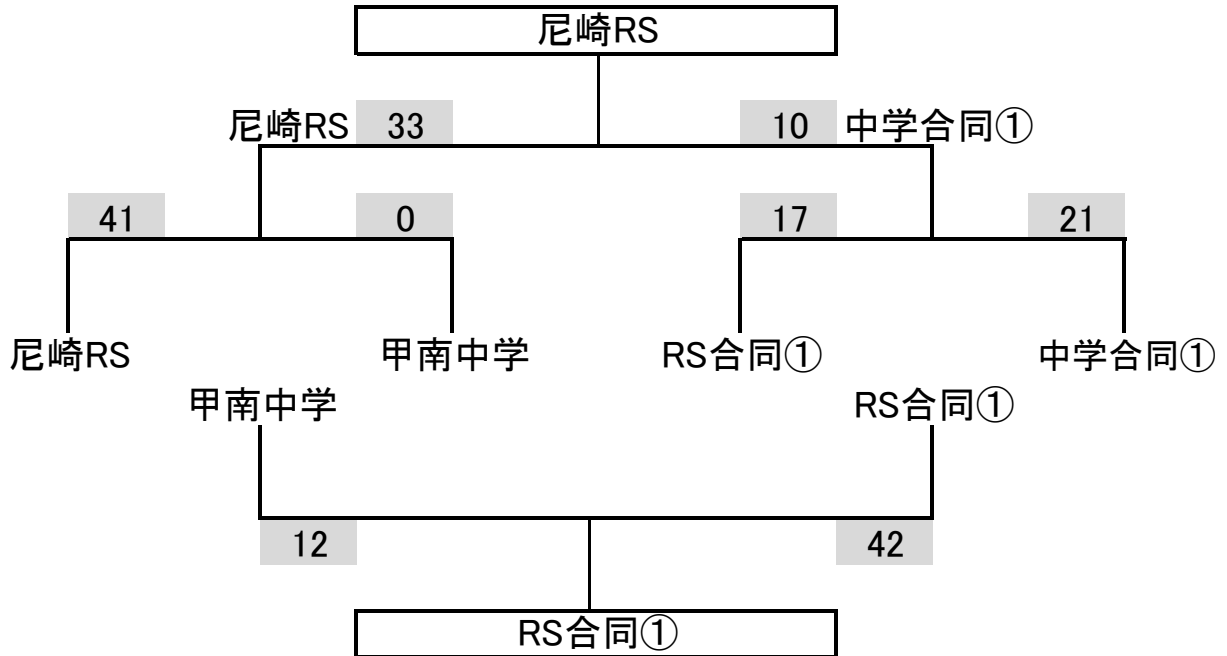 尼崎RS
尼崎RS 33 10 中学合同①
41 0 17 21
尼崎RS 甲南中学 RS合同① 中学合同①
甲南中学 RS合同①
12 42
RS合同①